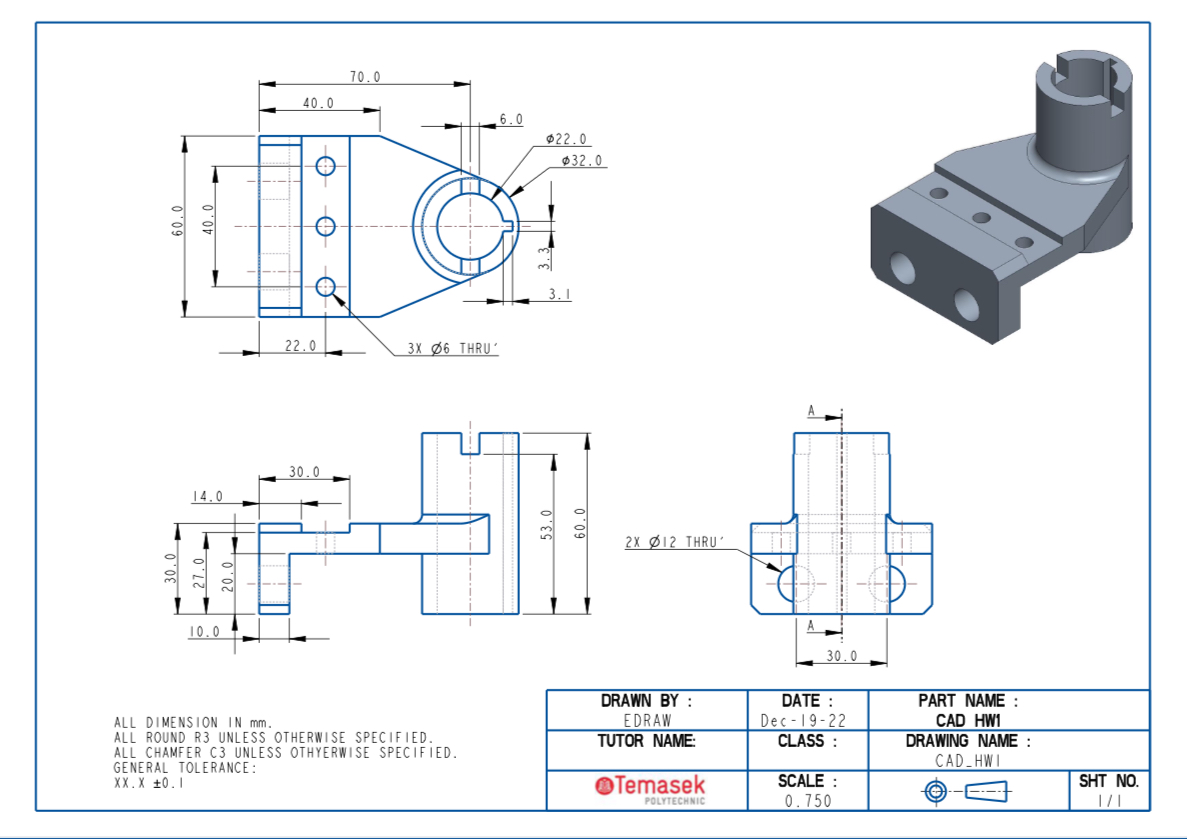 70.0
40.0
6.0
ø22.0
ø32.0
60.0
40.0
3.3
3.1
22.0
3X Ø6 THRU′
30.0
14.0
30.0
27.0
20.0
10.0
53.0
60.0
A
2X Ø12 THRU′
A
30.0
ALL DIMENSION IN mm.
ALL ROUND R3 UNLESS OTHERWISE SPECIFIED.
ALL CHAMFER C3 UNLESS OTHYERWISE SPECIFIED.
GENERAL TOLERANCE:
XX.X ±0.1
DRAWN BY :
EDRAW
DATE :
Dec-19-22
PART NAME :
CAD HW1
TUTOR NAME:
CLASS :
DRAWING NAME :
CAD_HW1
Temasek
POLYTECHNIC
SCALE :
0.750
SHT NO.
1/1